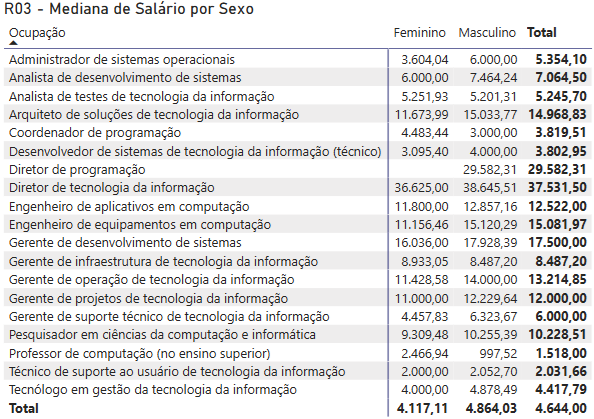 R03 - Mediana de Salário por Sexo
Ocupação Feminino Masculino Total
Administrador de sistemas operacionais 3.604,04 6.000,00 5.354,10
Analista de desenvolvimento de sistemas 6.000,00 7.464,24 7.064,50
Analista de testes de tecnologia da informação 5.251,93 5.201,31 5.245,70
Arquiteto de soluções de tecnologia da informação 11.673,99 15.033,77 14.968,83
Coordenador de programação 4.483,44 3.000,00 3.819,51
Desenvolvedor de sistemas de tecnologia da informação (técnico) 3.095,40 4.000,00 3.802,95
Diretor de programação 29.582,31 29.582,31
Diretor de tecnologia da informação 36.625,00 38.645,51 37.531,50
Engenheiro de aplicativos em computação 11.800,00 12.857,16 12.522,00
Engenheiro de equipamentos em computação 11.156,46 15.120,29 15.081,97
Gerente de desenvolvimento de sistemas 16.036,00 17.928,39 17.500,00
Gerente de infraestrutura de tecnologia da informação 8.933,05 8.487,20 8.487,20
Gerente de operação de tecnologia da informação 11.428,58 14.000,00 13.214,85
Gerente de projetos de tecnologia da informação 11.000,00 12.229,64 12.000,00
Gerente de suporte técnico de tecnologia da informação 4.457,83 6.323,67 6.000,00
Pesquisador em ciências da computação e informática 9.309,48 10.255,39 10.228,51
Professor de computação (no ensino superior) 2.466,94 997,52 1.518,00
Técnico de suporte ao usuário de tecnologia da informação 2.000,00 2.052,70 2.031,66
Tecnólogo em gestão da tecnologia da informação 4.000,00 4.878,49 4.417,79
Total 4.117,11 4.864,03 4.644,00